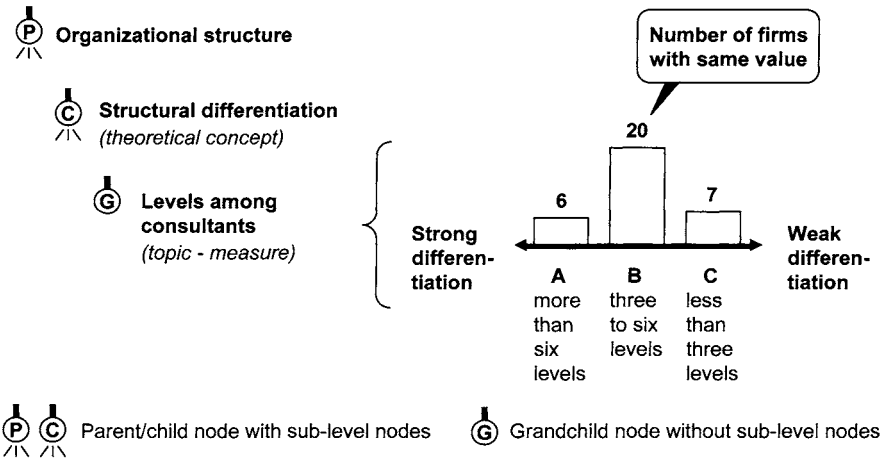 P Organizational structure
Number of firms
with same value
C Structural differentiation
(theoretical concept)
G Levels among
consultants
(topic - measure)
20
6
7
Strong
differen-
tiation
Weak
differen-
tiation
A
more
than
six
levels
B
three
to six
levels
C
less
than
three
levels
P C Parent/child node with sub-level nodes
G Grandchild node without sub-level nodes